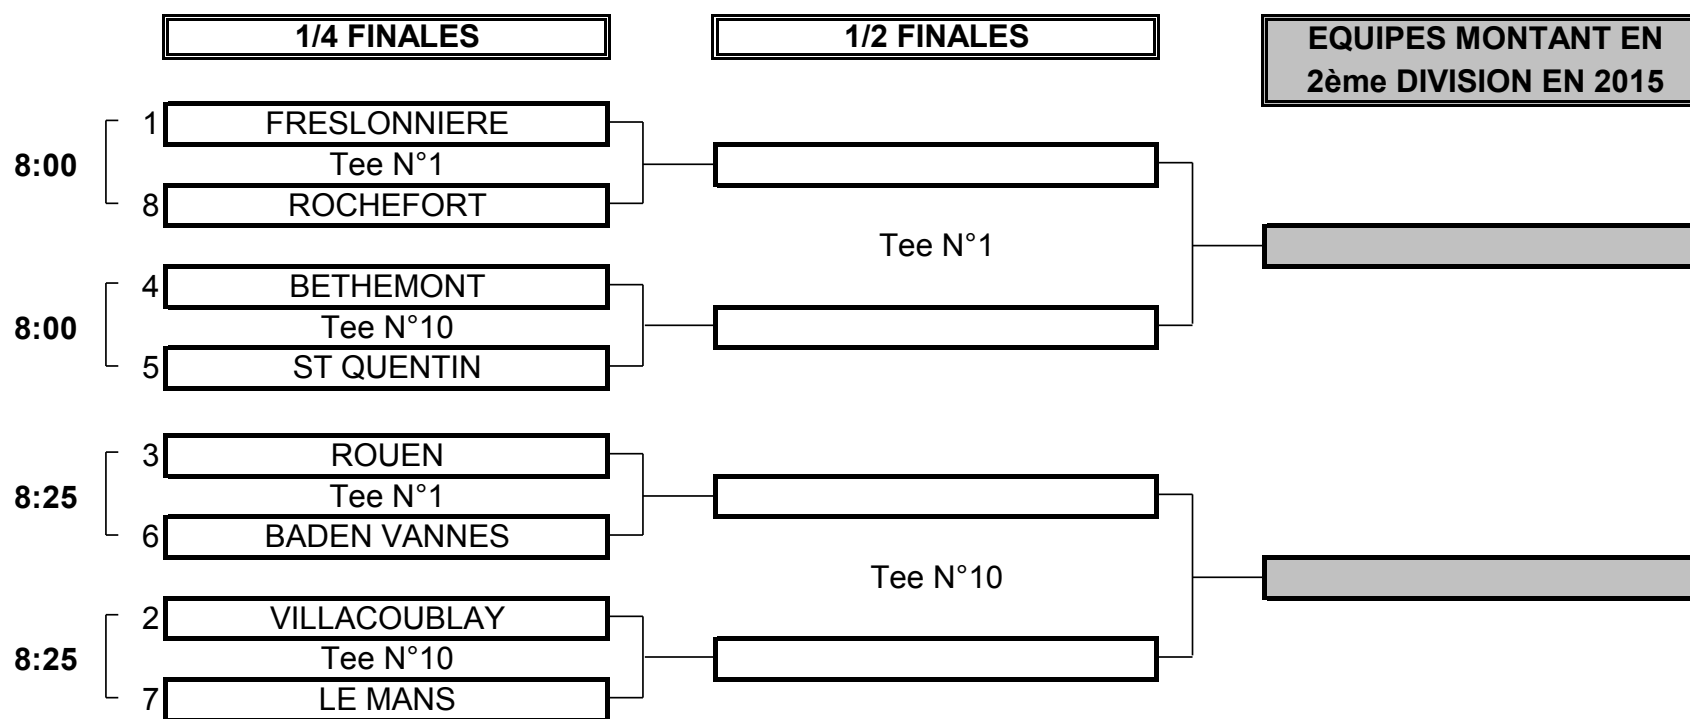 1/4 FINALES
1/2 FINALES
EQUIPES MONTANT EN
2ème DIVISION EN 2015
1 FRESLONNIERE
8:00 Tee N°1
8 ROCHEFORT
Tee N°1
4 BETHEMONT
8:00 Tee N°10
5 ST QUENTIN
3 ROUEN
8:25 Tee N°1
6 BADEN VANNES
Tee N°10
2 VILLACOUBLAY
8:25 Tee N°10
7 LE MANS